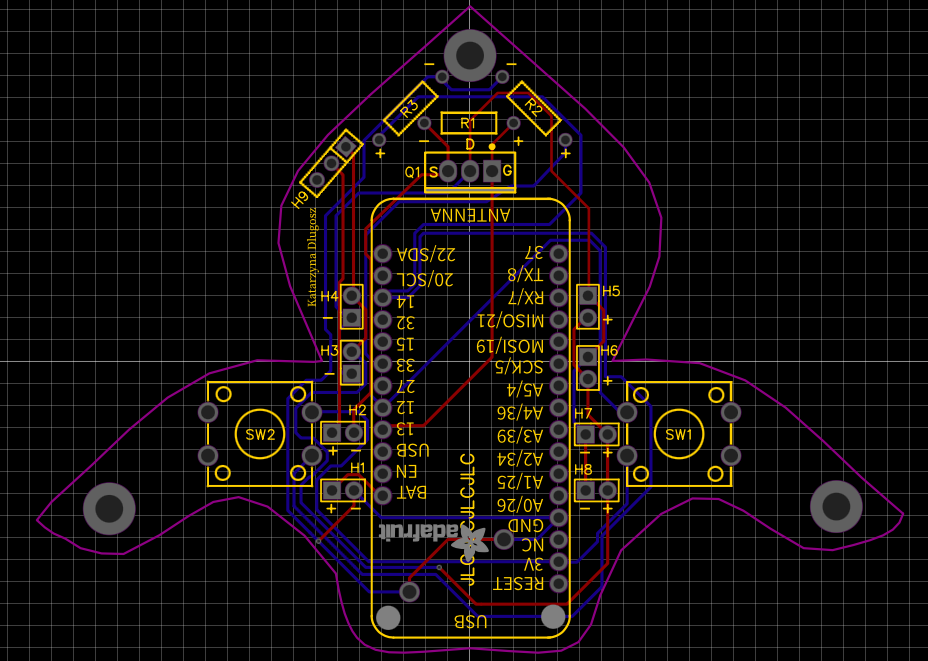 R3
R1
R2
D
Q1 S G
H9
ANTENNA
Katarzyna Dlugosz
22/SDA
20/SCL
14
32
15
33
27
12
13
USB
EN
BAT
37
TX/8
RX/7
MISO/21
MOSI/19
SCK/5
A5/4
A4/36
A3/39
A2/34
A1/25
A0/26
GND
NC
3V
RESET
H4
H3
H2
H1
H5
H6
H7
H8
SW2
SW1
adafruit
USB